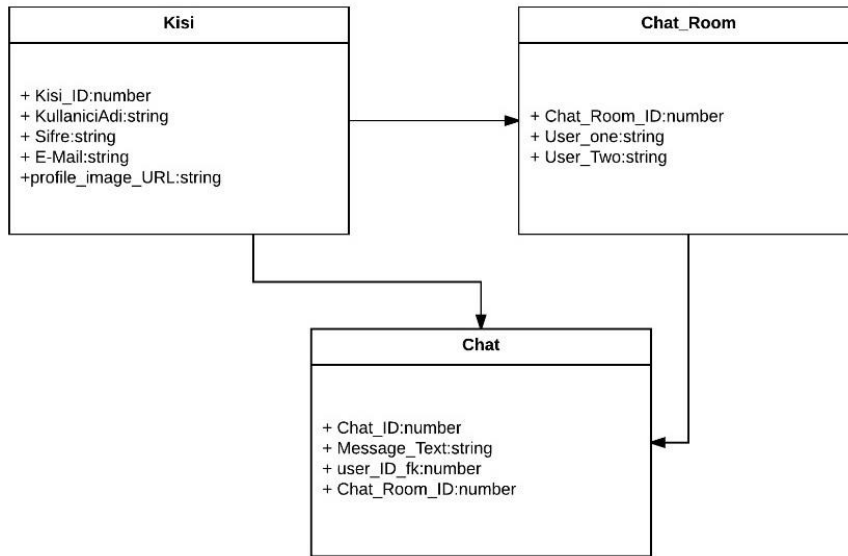 Kisi
+ Kisi_ID:number
+ KullaniciAdi:string
+ Sifre:string
+ E-Mail:string
+profile_image_URL:string
Chat_Room
+ Chat_Room_ID:number
+ User_one:string
+ User_Two:string
Chat
+ Chat_ID:number
+ Message_Text:string
+ user_ID_fk:number
+ Chat_Room_ID:number